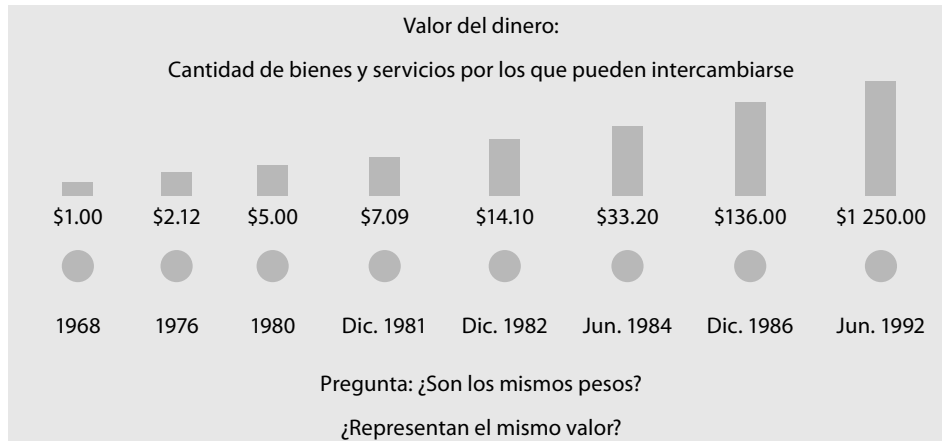 Valor del dinero:
Cantidad de bienes y servicios por los que pueden intercambiarse
$1.00 $2.12 $5.00 $7.09 $14.10 $33.20 $136.00 $1 250.00
1968 1976 1980 Dic. 1981 Dic. 1982 Jun. 1984 Dic. 1986 Jun. 1992
Pregunta: ¿Son los mismos pesos?
¿Representan el mismo valor?